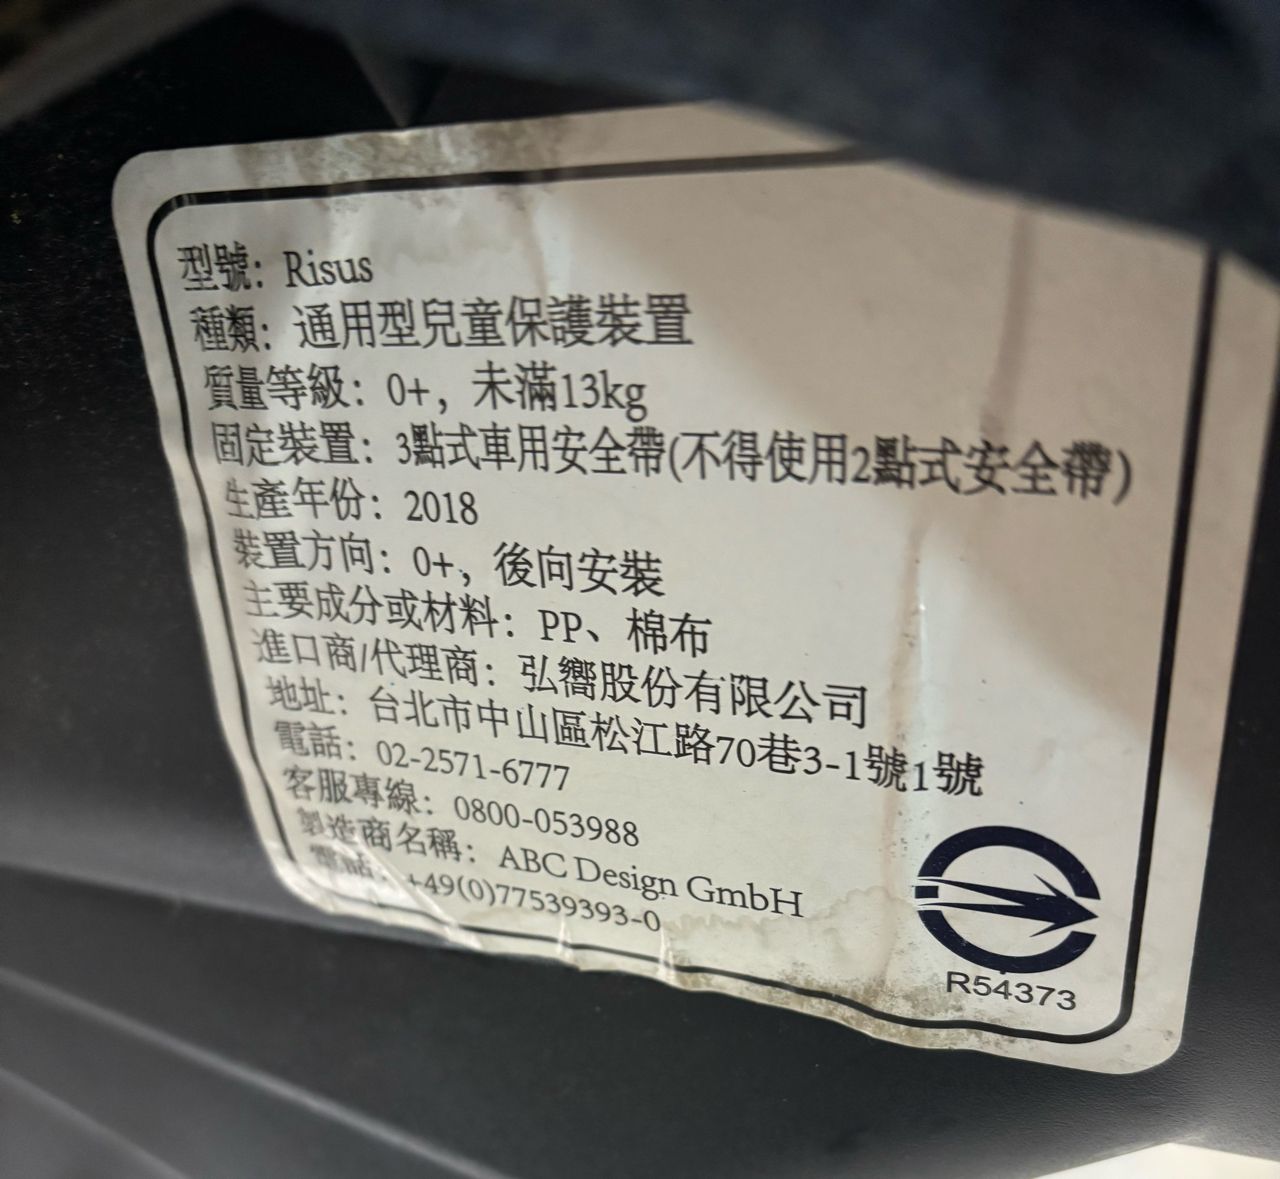 型號：Risus
種類：通用型兒童保護裝置
質量等級：0+，未滿13kg
固定裝置：3點式車用安全帶(不得使用2點式安全帶)
生產年份：2018
裝置方向：0+，後向安裝
主要成分或材料：PP、棉布
進口商/代理商：弘嚮股份有限公司
地址：台北市中山區松江路70巷3-1號1號
電話：02-2571-6777
客服專線：0800-053988
製造商名稱：ABC Design GmbH
電話：+49(0)77539393-0
R54373